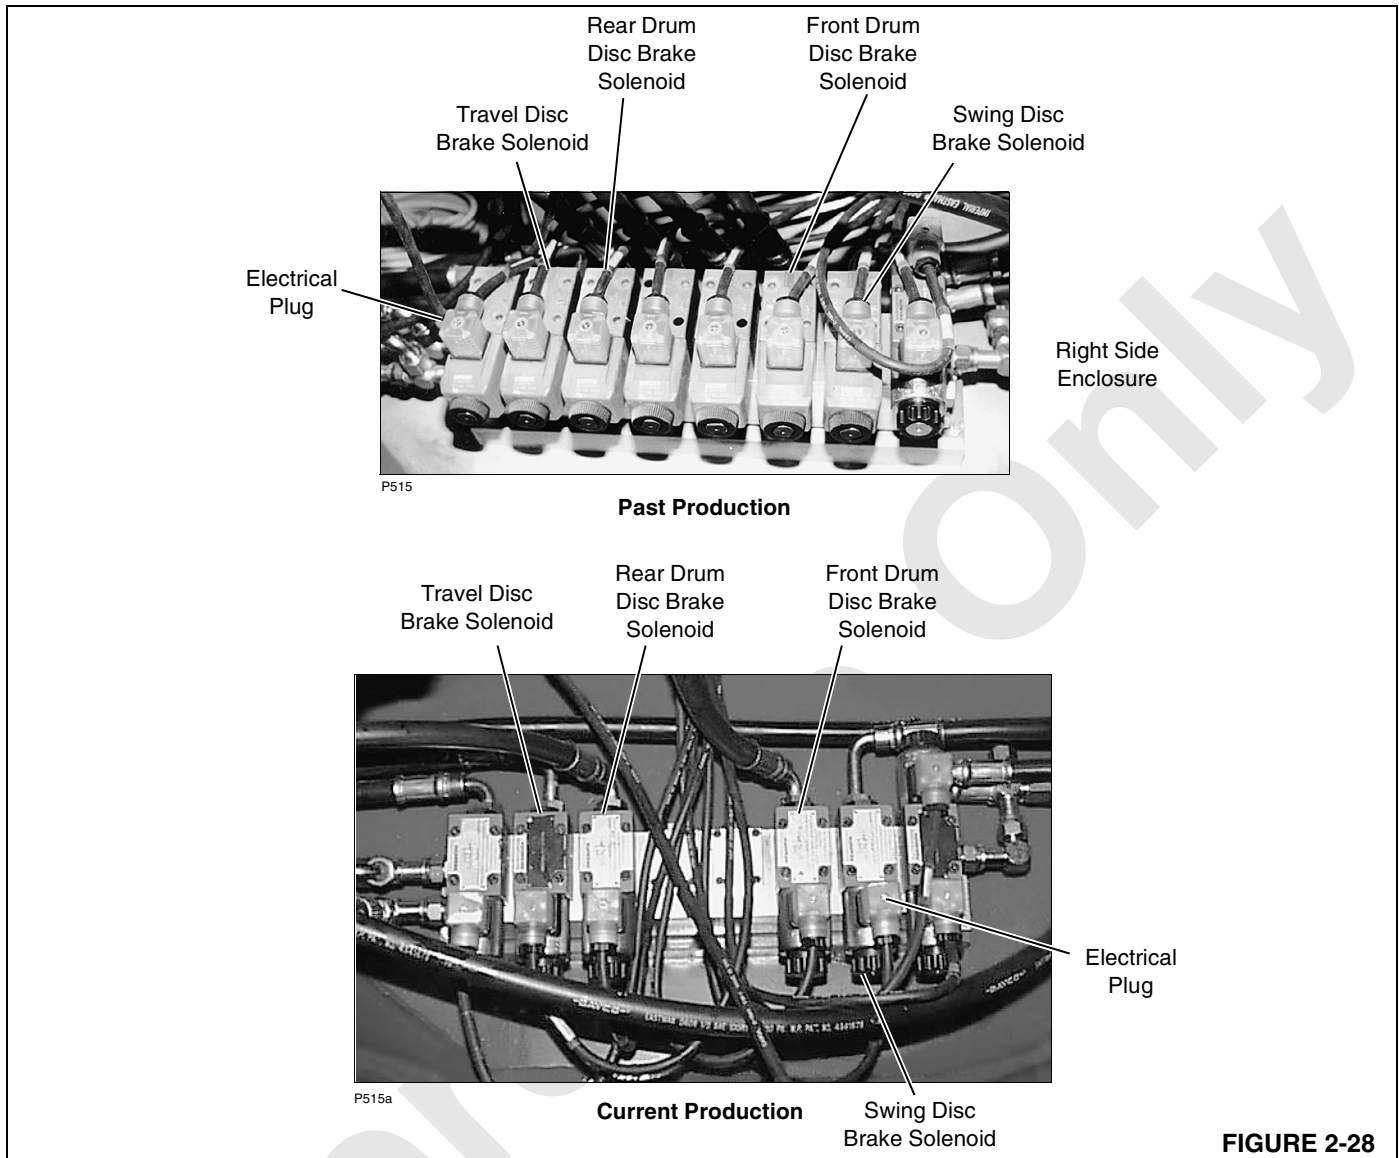 Rear Drum
Disc Brake
Solenoid
Front Drum
Disc Brake
Solenoid
Travel Disc
Brake Solenoid
Swing Disc
Brake Solenoid
Electrical
Plug
Right Side
Enclosure
P515
Past Production
Travel Disc
Brake Solenoid
Rear Drum
Disc Brake
Solenoid
Front Drum
Disc Brake
Solenoid
Electrical
Plug
P515a
Current Production
Swing Disc
Brake Solenoid
FIGURE 2-28
Only